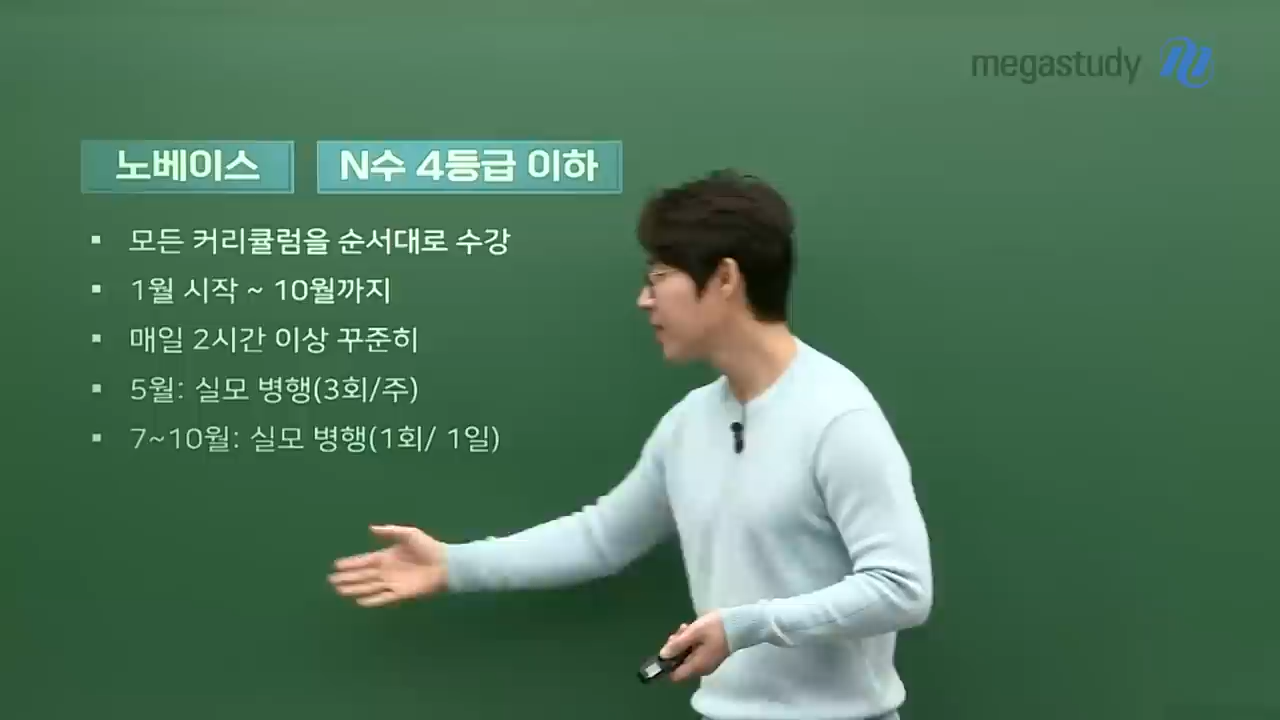 megastudy
노베이스 N수 4등급 이하
▪ 모든 커리큘럼을 순서대로 수강
▪ 1월 시작 ~ 10월까지
▪ 매일 2시간 이상 꾸준히
▪ 5월: 실모 병행(3회/주)
▪ 7~10월: 실모 병행(1회/ 1일)